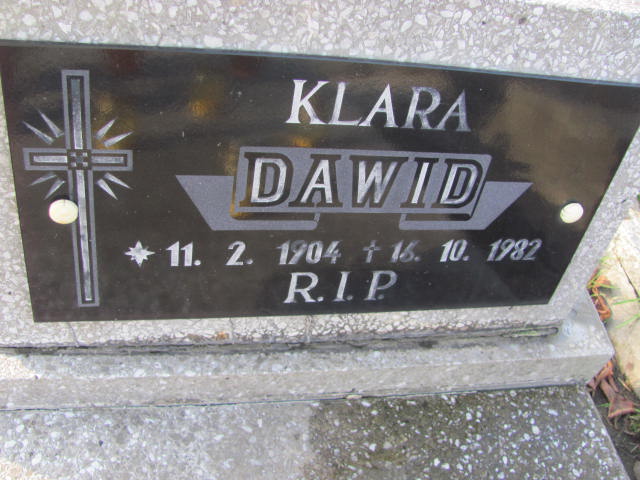 KLARA
DAWID
* 11. 2. 1904 † 16. 10. 1982
R.I.P.